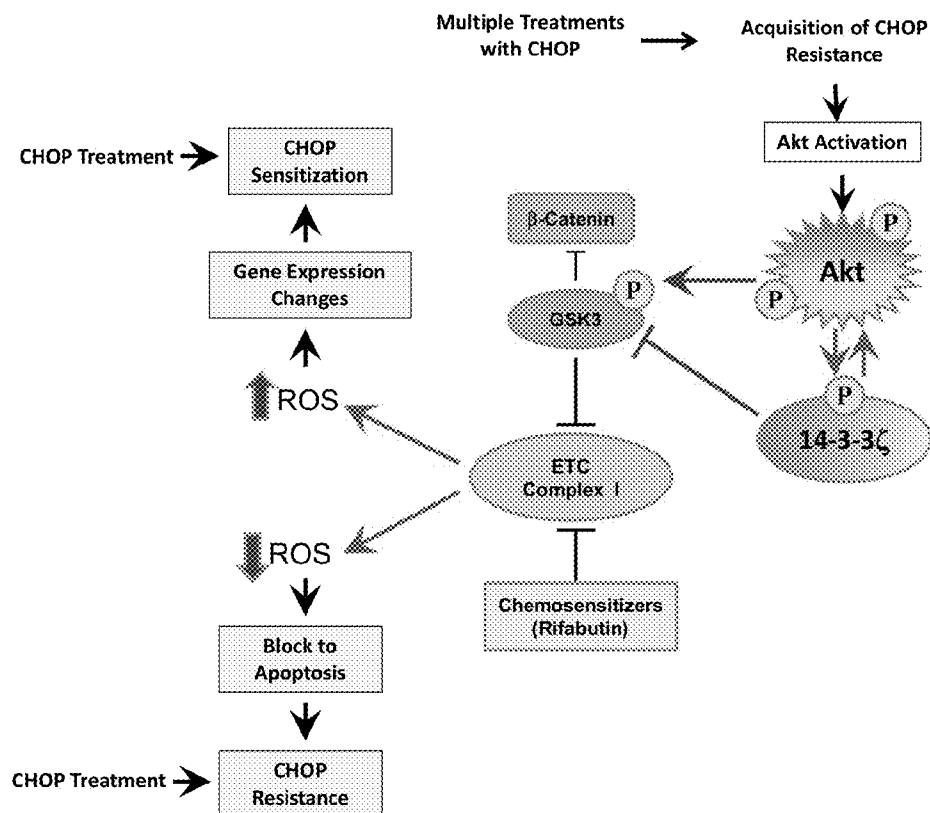 Multiple Treatments
with CHOP
Acquisition of CHOP
Resistance
Akt Activation
CHOP Treatment
CHOP
Sensitization
β-Catenin
P
Akt
P
Gene Expression
Changes
P
GSK3
ROS
P
14-3-3ζ
ETC
Complex I
ROS
Chemosensitizers
(Rifabutin)
Block to
Apoptosis
CHOP Treatment
CHOP
Resistance